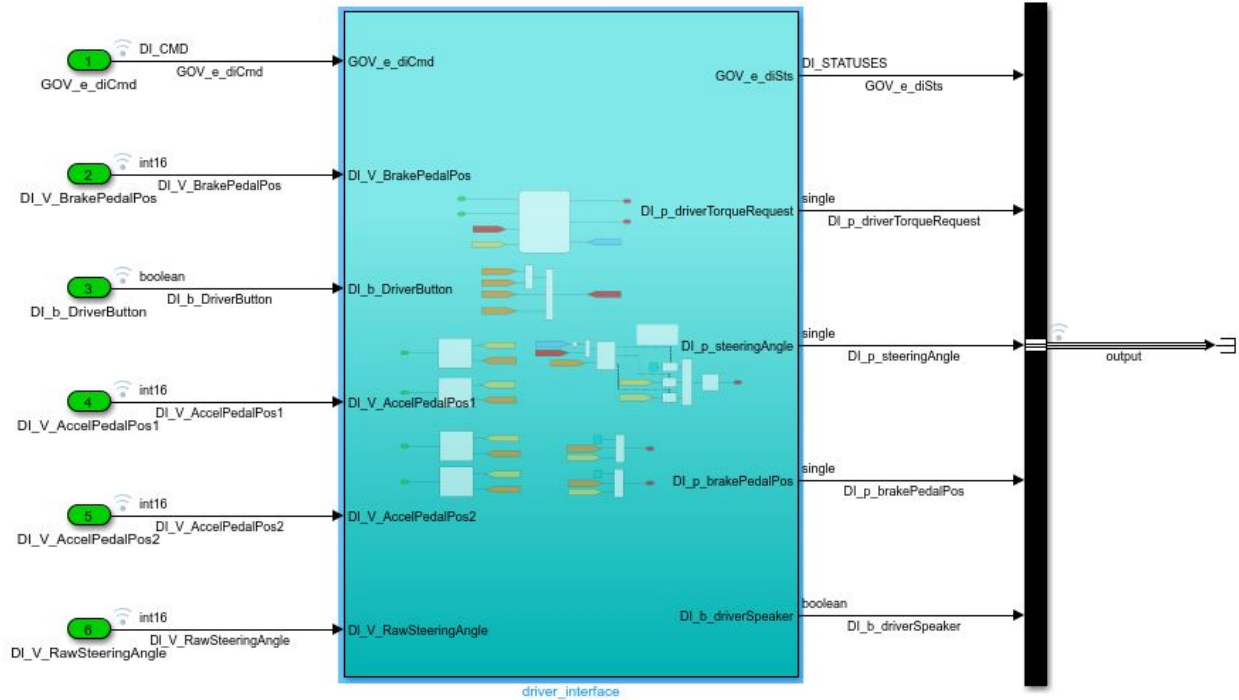 1
DI_CMD
GOV_e_diCmd
GOV_e_diCmd
GOV_e_diCmd
GOV_e_diSts
DI_STATUSES
GOV_e_diSts
2
int16
DI_V_BrakePedalPos
DI_V_BrakePedalPos
DI_V_BrakePedalPos
DI_p_driverTorqueRequest
single
DI_p_driverTorqueRequest
3
boolean
DI_b_DriverButton
DI_b_DriverButton
DI_b_DriverButton
DI_p_steeringAngle
single
DI_p_steeringAngle
output
4
int16
DI_V_AccelPedalPos1
DI_V_AccelPedalPos1
DI_V_AccelPedalPos1
DI_p_brakePedalPos
single
DI_p_brakePedalPos
5
int16
DI_V_AccelPedalPos2
DI_V_AccelPedalPos2
DI_V_AccelPedalPos2
DI_b_driverSpeaker
boolean
DI_b_driverSpeaker
6
int16
DI_V_RawSteeringAngle
DI_V_RawSteeringAngle
DI_V_RawSteeringAngle
driver_interface